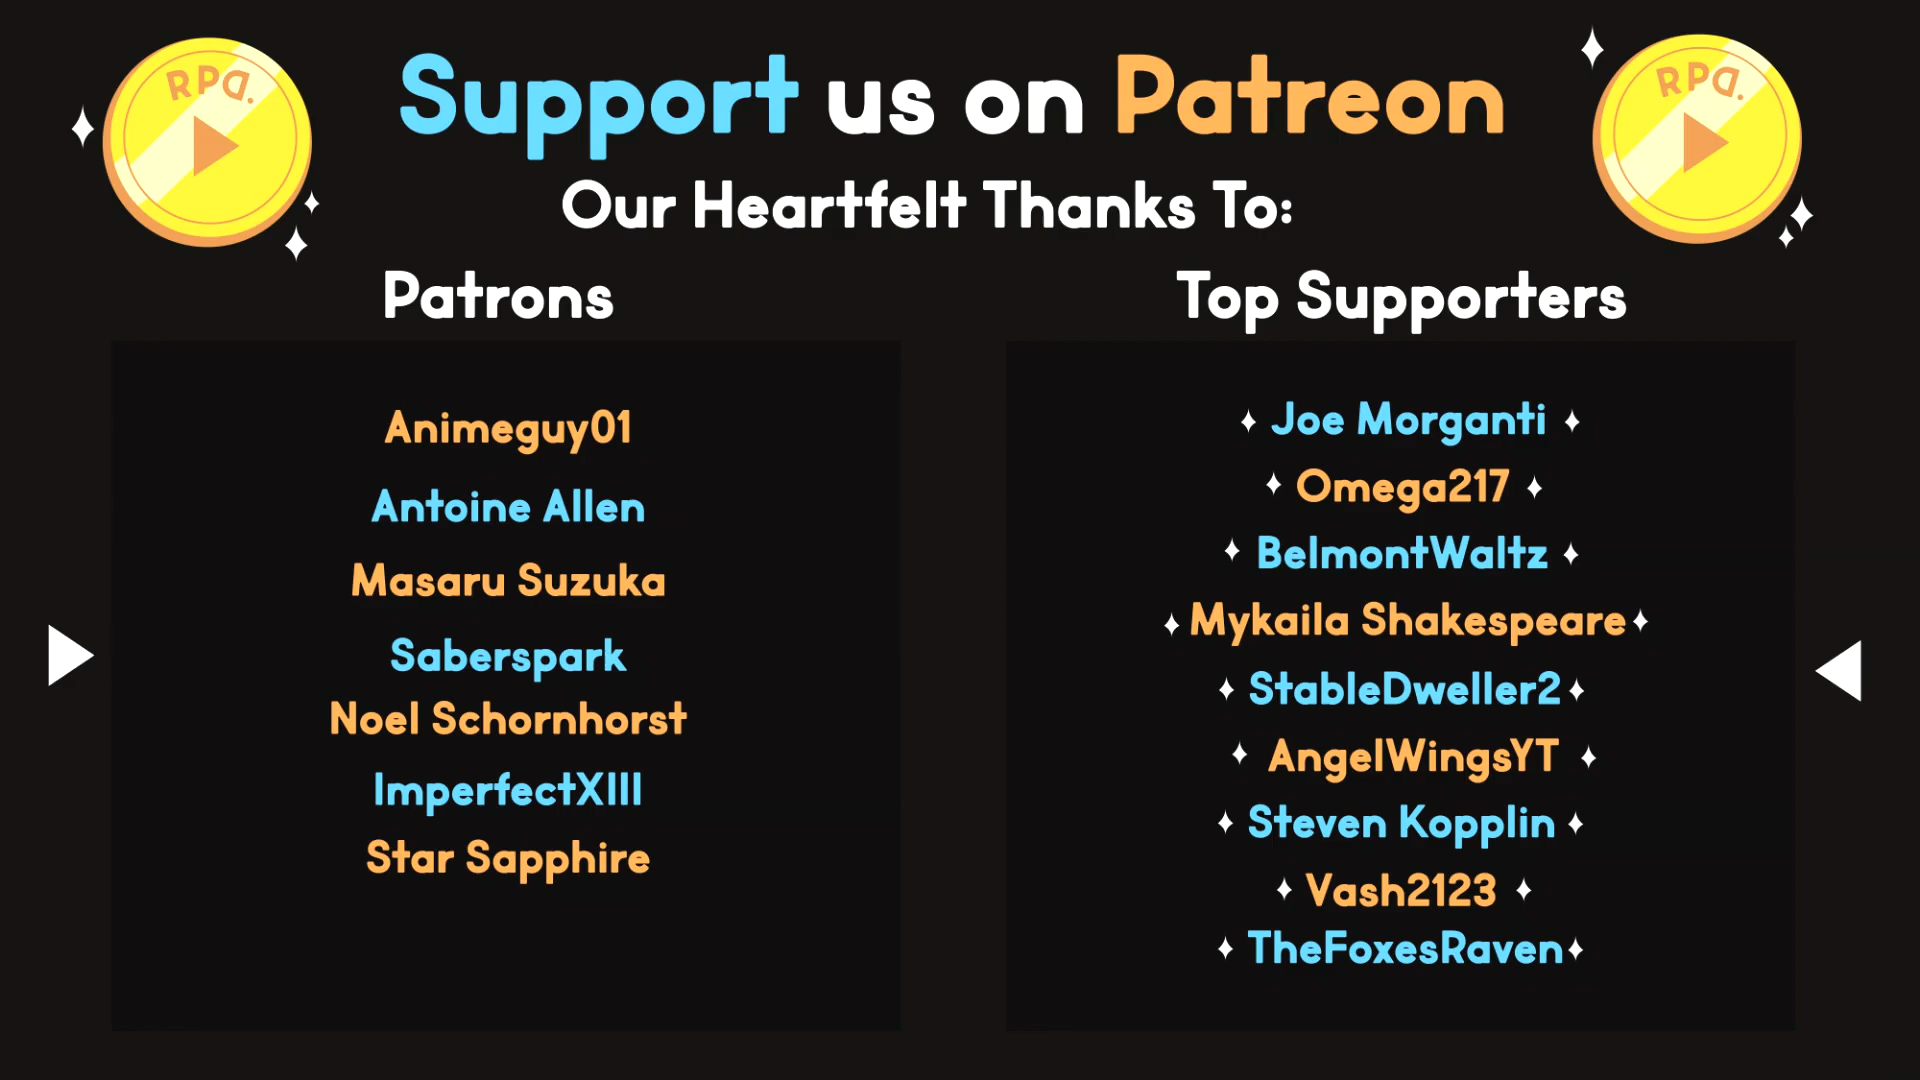 RPG.
RPG.
Support us on Patreon
Our Heartfelt Thanks To:
Patrons
Animeguy01
Antoine Allen
Masaru Suzuka
Saberspark
Noel Schornhorst
ImperfectXIII
Star Sapphire
Top Supporters
Joe Morganti
Omega217
BelmontWaltz
Mykaila Shakespeare
StableDweller2
AngelWingsYT
Steven Kopplin
Vash2123
TheFoxesRaven